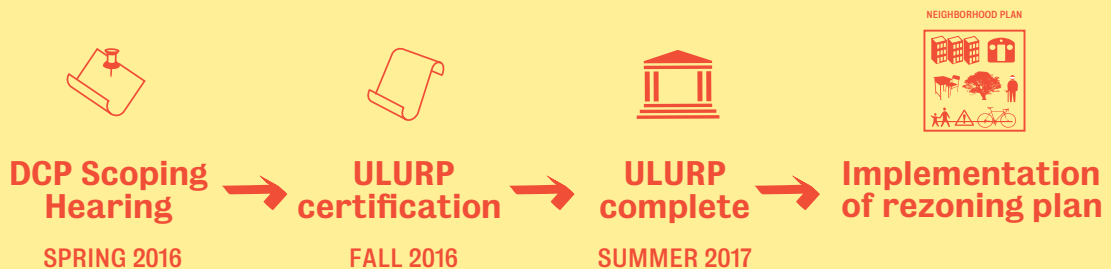 NEIGHBORHOOD PLAN
DCP Scoping
Hearing
SPRING 2016
ULURP
certification
FALL 2016
ULURP
complete
SUMMER 2017
Implementation
of rezoning plan